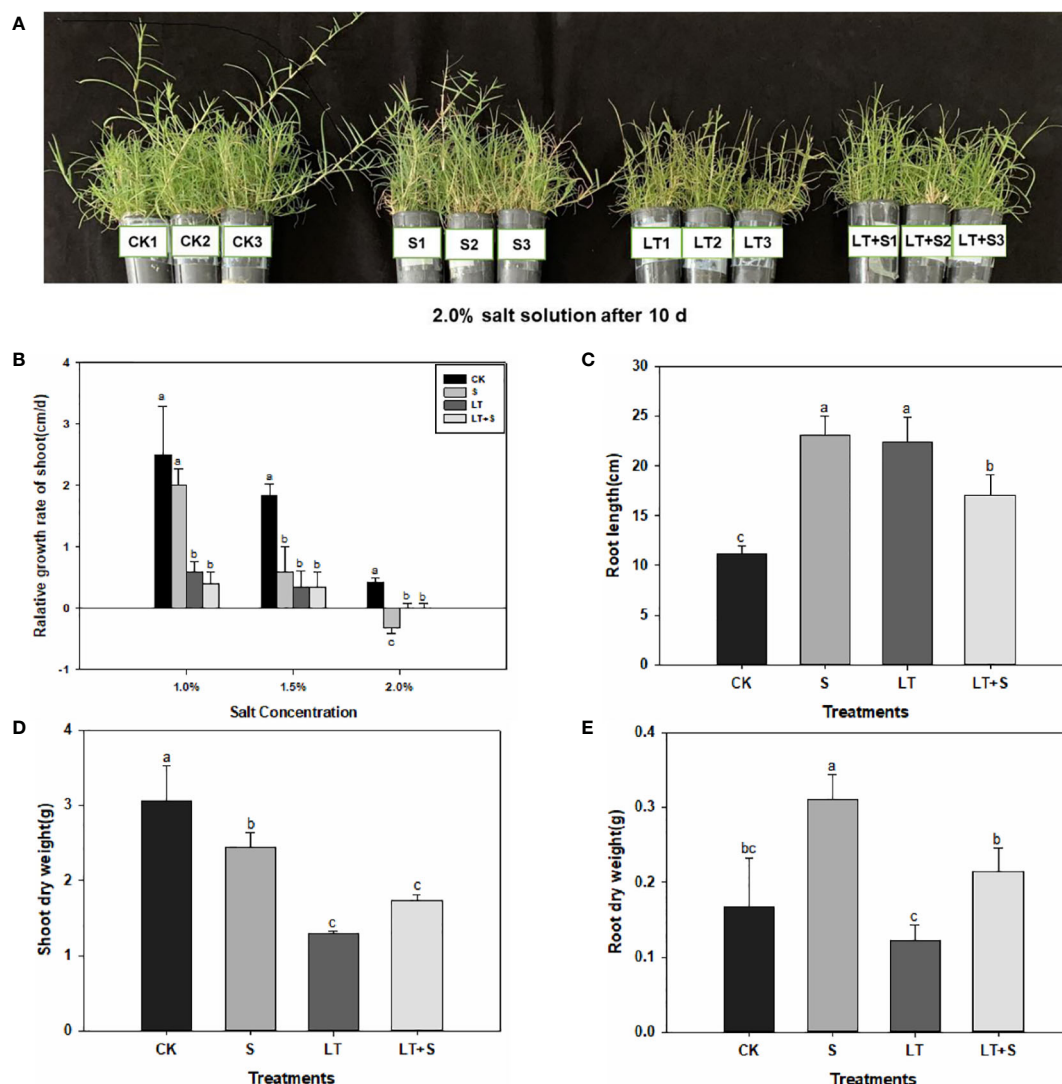 A
CK1 CK2 CK3 S1 S2 S3 LT1 LT2 LT3 LT+S1 LT+S2 LT+S3
2.0% salt solution after 10 d
B
Ralative growth rate of shoot(cm/d)
4
3
2
1
0
-1
CK
S
LT
LT+S
a
a
b
b
a
b
b
b
a
c
b
b
1.0% 1.5% 2.0%
Salt Concentration
C
Root length(cm)
30
25
20
15
10
5
0
c
a
a
b
CK S LT LT+S
Treatments
D
Shoot dry weight(g)
4
3
2
1
0
a
b
c
c
CK S LT LT+S
Treatments
E
Root dry weight(g)
0.4
0.3
0.2
0.1
0.0
bc
a
c
b
CK S LT LT+S
Treatments